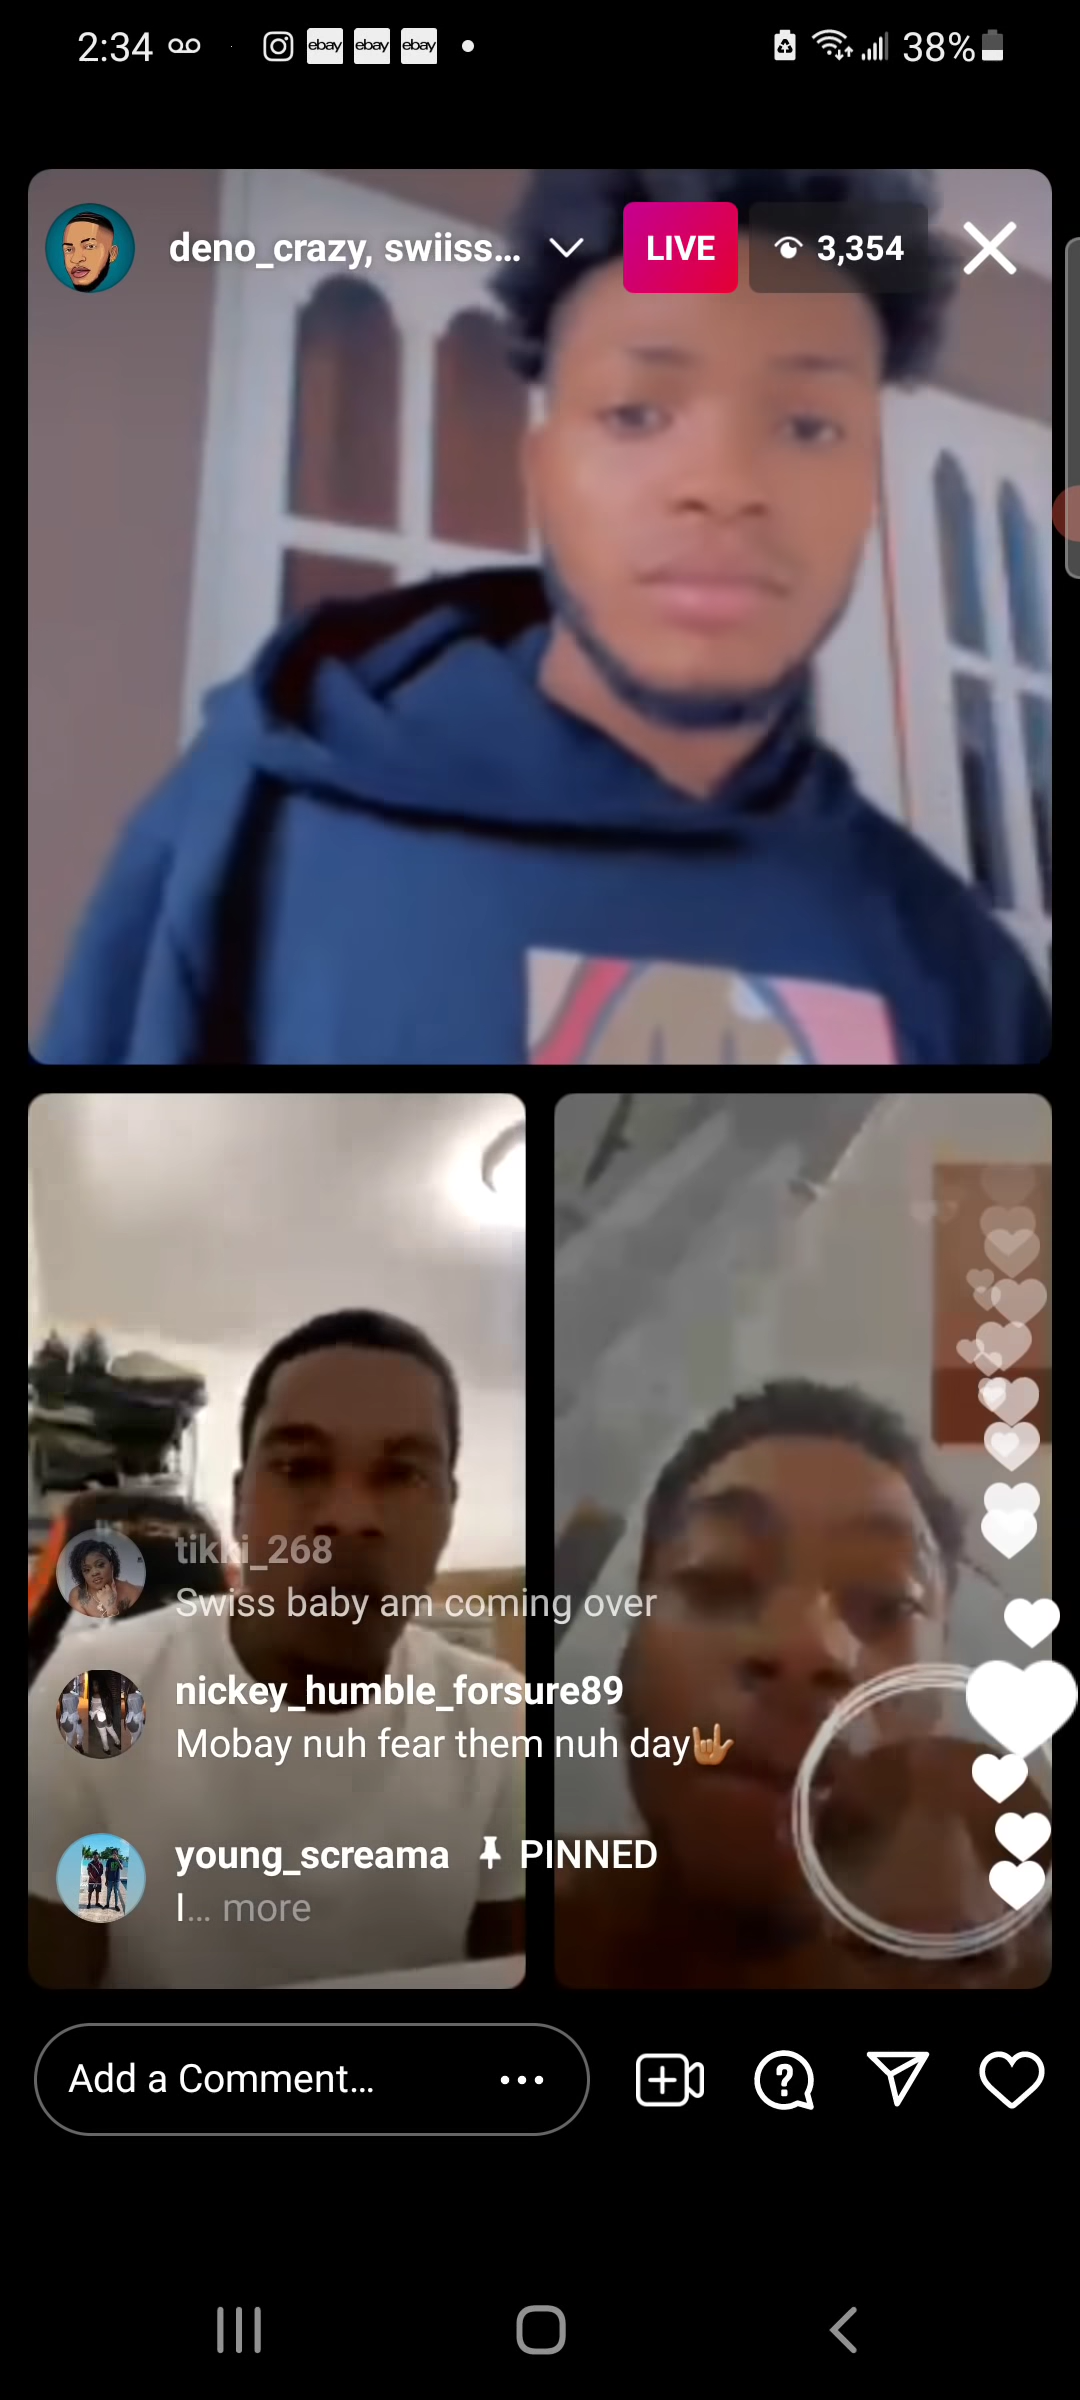 2:34
ebay ebay ebay
38%
deno_crazy, swiiss...
LIVE
3,354
tikki_268
Swiss baby am coming over
nickey_humble_forsure89
Mobay nuh fear them nuh day🤟🏽
young_screama PINNED
I... more
Add a Comment...